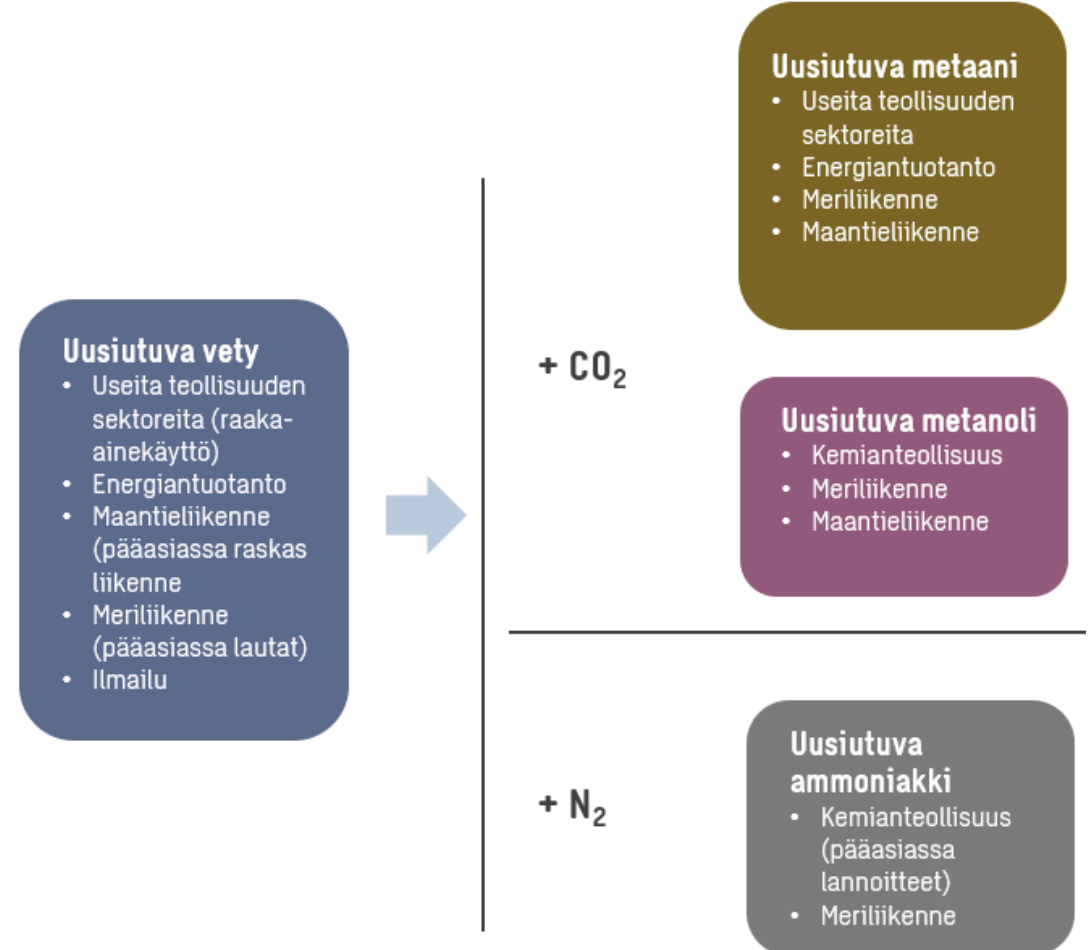 Uusiutuva vety
• Useita teollisuuden
sektoreita (raaka-
ainekäyttö)
• Energiantuotanto
• Maantieliikenne
(pääasiassa raskas
liikenne
• Meriliikenne
(pääasiassa lautat)
• Ilmailu
+ CO₂
Uusiutuva metaani
• Useita teollisuuden
sektoreita
• Energiantuotanto
• Meriliikenne
• Maantieliikenne
Uusiutuva metanoli
• Kemianteollisuus
• Meriliikenne
• Maantieliikenne
+ N₂
Uusiutuva
ammoniakki
• Kemianteollisuus
(pääasiassa
lannoitteet)
• Meriliikenne